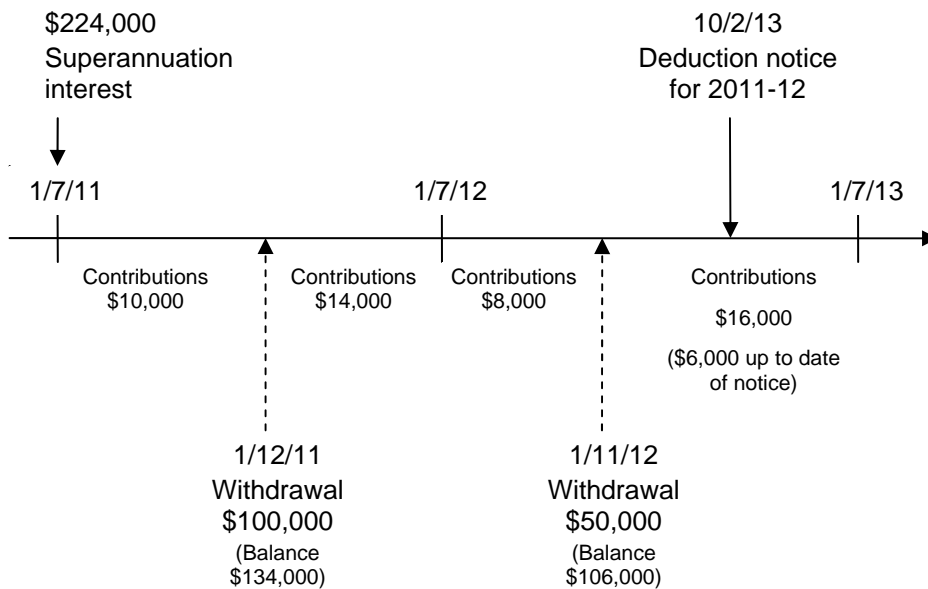 $224,000
Superannuation
interest
10/2/13
Deduction notice
for 2011-12
1/7/11
1/7/12
1/7/13
Contributions
$10,000
Contributions
$14,000
Contributions
$8,000
Contributions
$16,000
($6,000 up to date
of notice)
1/12/11
Withdrawal
$100,000
(Balance
$134,000)
1/11/12
Withdrawal
$50,000
(Balance
$106,000)